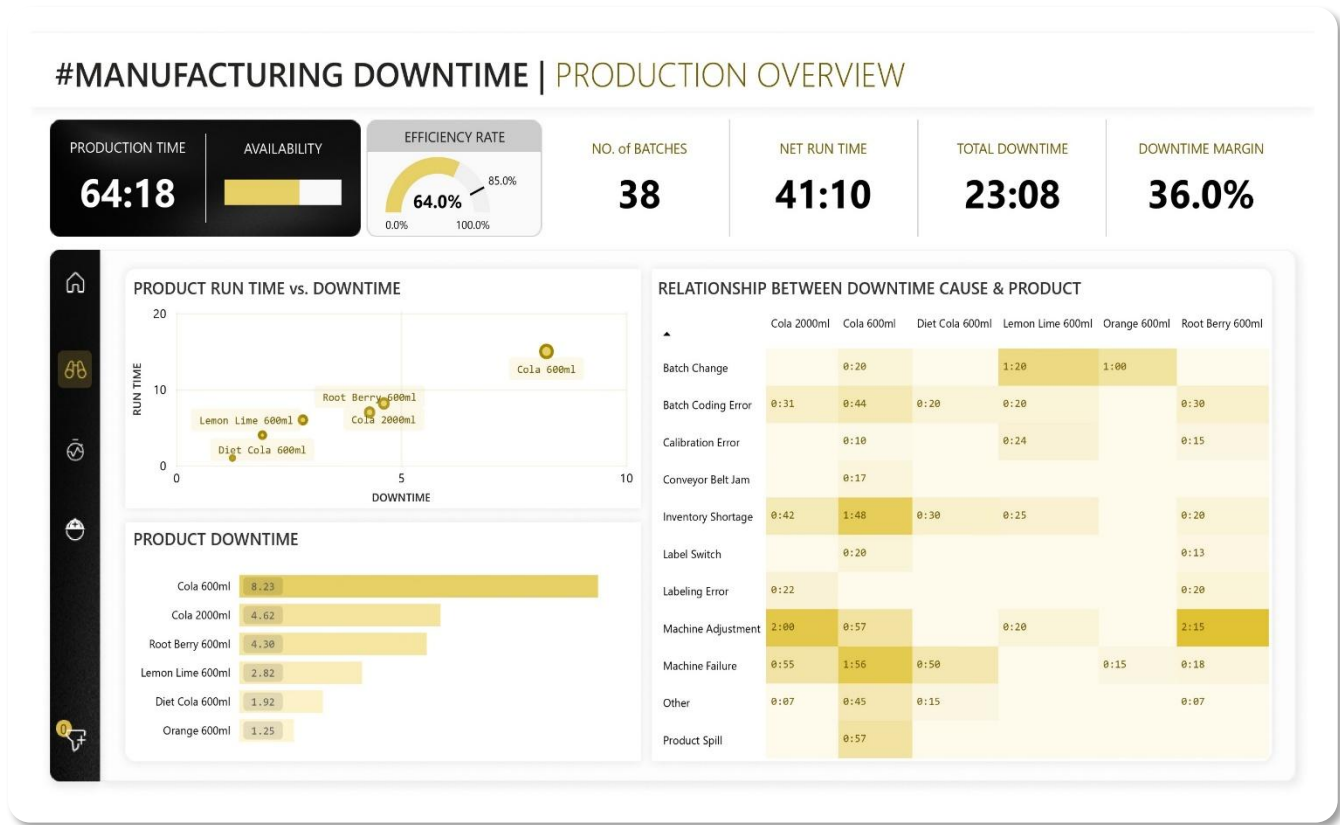 #MANUFACTURING DOWNTIME | PRODUCTION OVERVIEW
PRODUCTION TIME
64:18
AVAILABILITY
EFFICIENCY RATE
64.0%
85.0%
0.0% 100.0%
NO. of BATCHES
38
NET RUN TIME
41:10
TOTAL DOWNTIME
23:08
DOWNTIME MARGIN
36.0%
PRODUCT RUN TIME vs. DOWNTIME
RUN TIME
20
10
0
Cola 600ml
Root Berry 600ml
Lemon Lime 600ml
Cola 2000ml
Diet Cola 600ml
0 5 10
DOWNTIME
PRODUCT DOWNTIME
Cola 600ml 8.23
Cola 2000ml 4.62
Root Berry 600ml 4.30
Lemon Lime 600ml 2.82
Diet Cola 600ml 1.92
Orange 600ml 1.25
0
RELATIONSHIP BETWEEN DOWNTIME CAUSE & PRODUCT
Cola 2000ml Cola 600ml Diet Cola 600ml Lemon Lime 600ml Orange 600ml Root Berry 600ml
Batch Change 0:20 1:20 1:00
Batch Coding Error 0:31 0:44 0:20 0:20 0:30
Calibration Error 0:10 0:24 0:15
Conveyor Belt Jam 0:17
Inventory Shortage 0:42 1:48 0:30 0:25 0:20
Label Switch 0:20 0:13
Labeling Error 0:22 0:20
Machine Adjustment 2:00 0:57 0:20 2:15
Machine Failure 0:55 1:56 0:50 0:15 0:18
Other 0:07 0:45 0:15 0:07
Product Spill 0:57